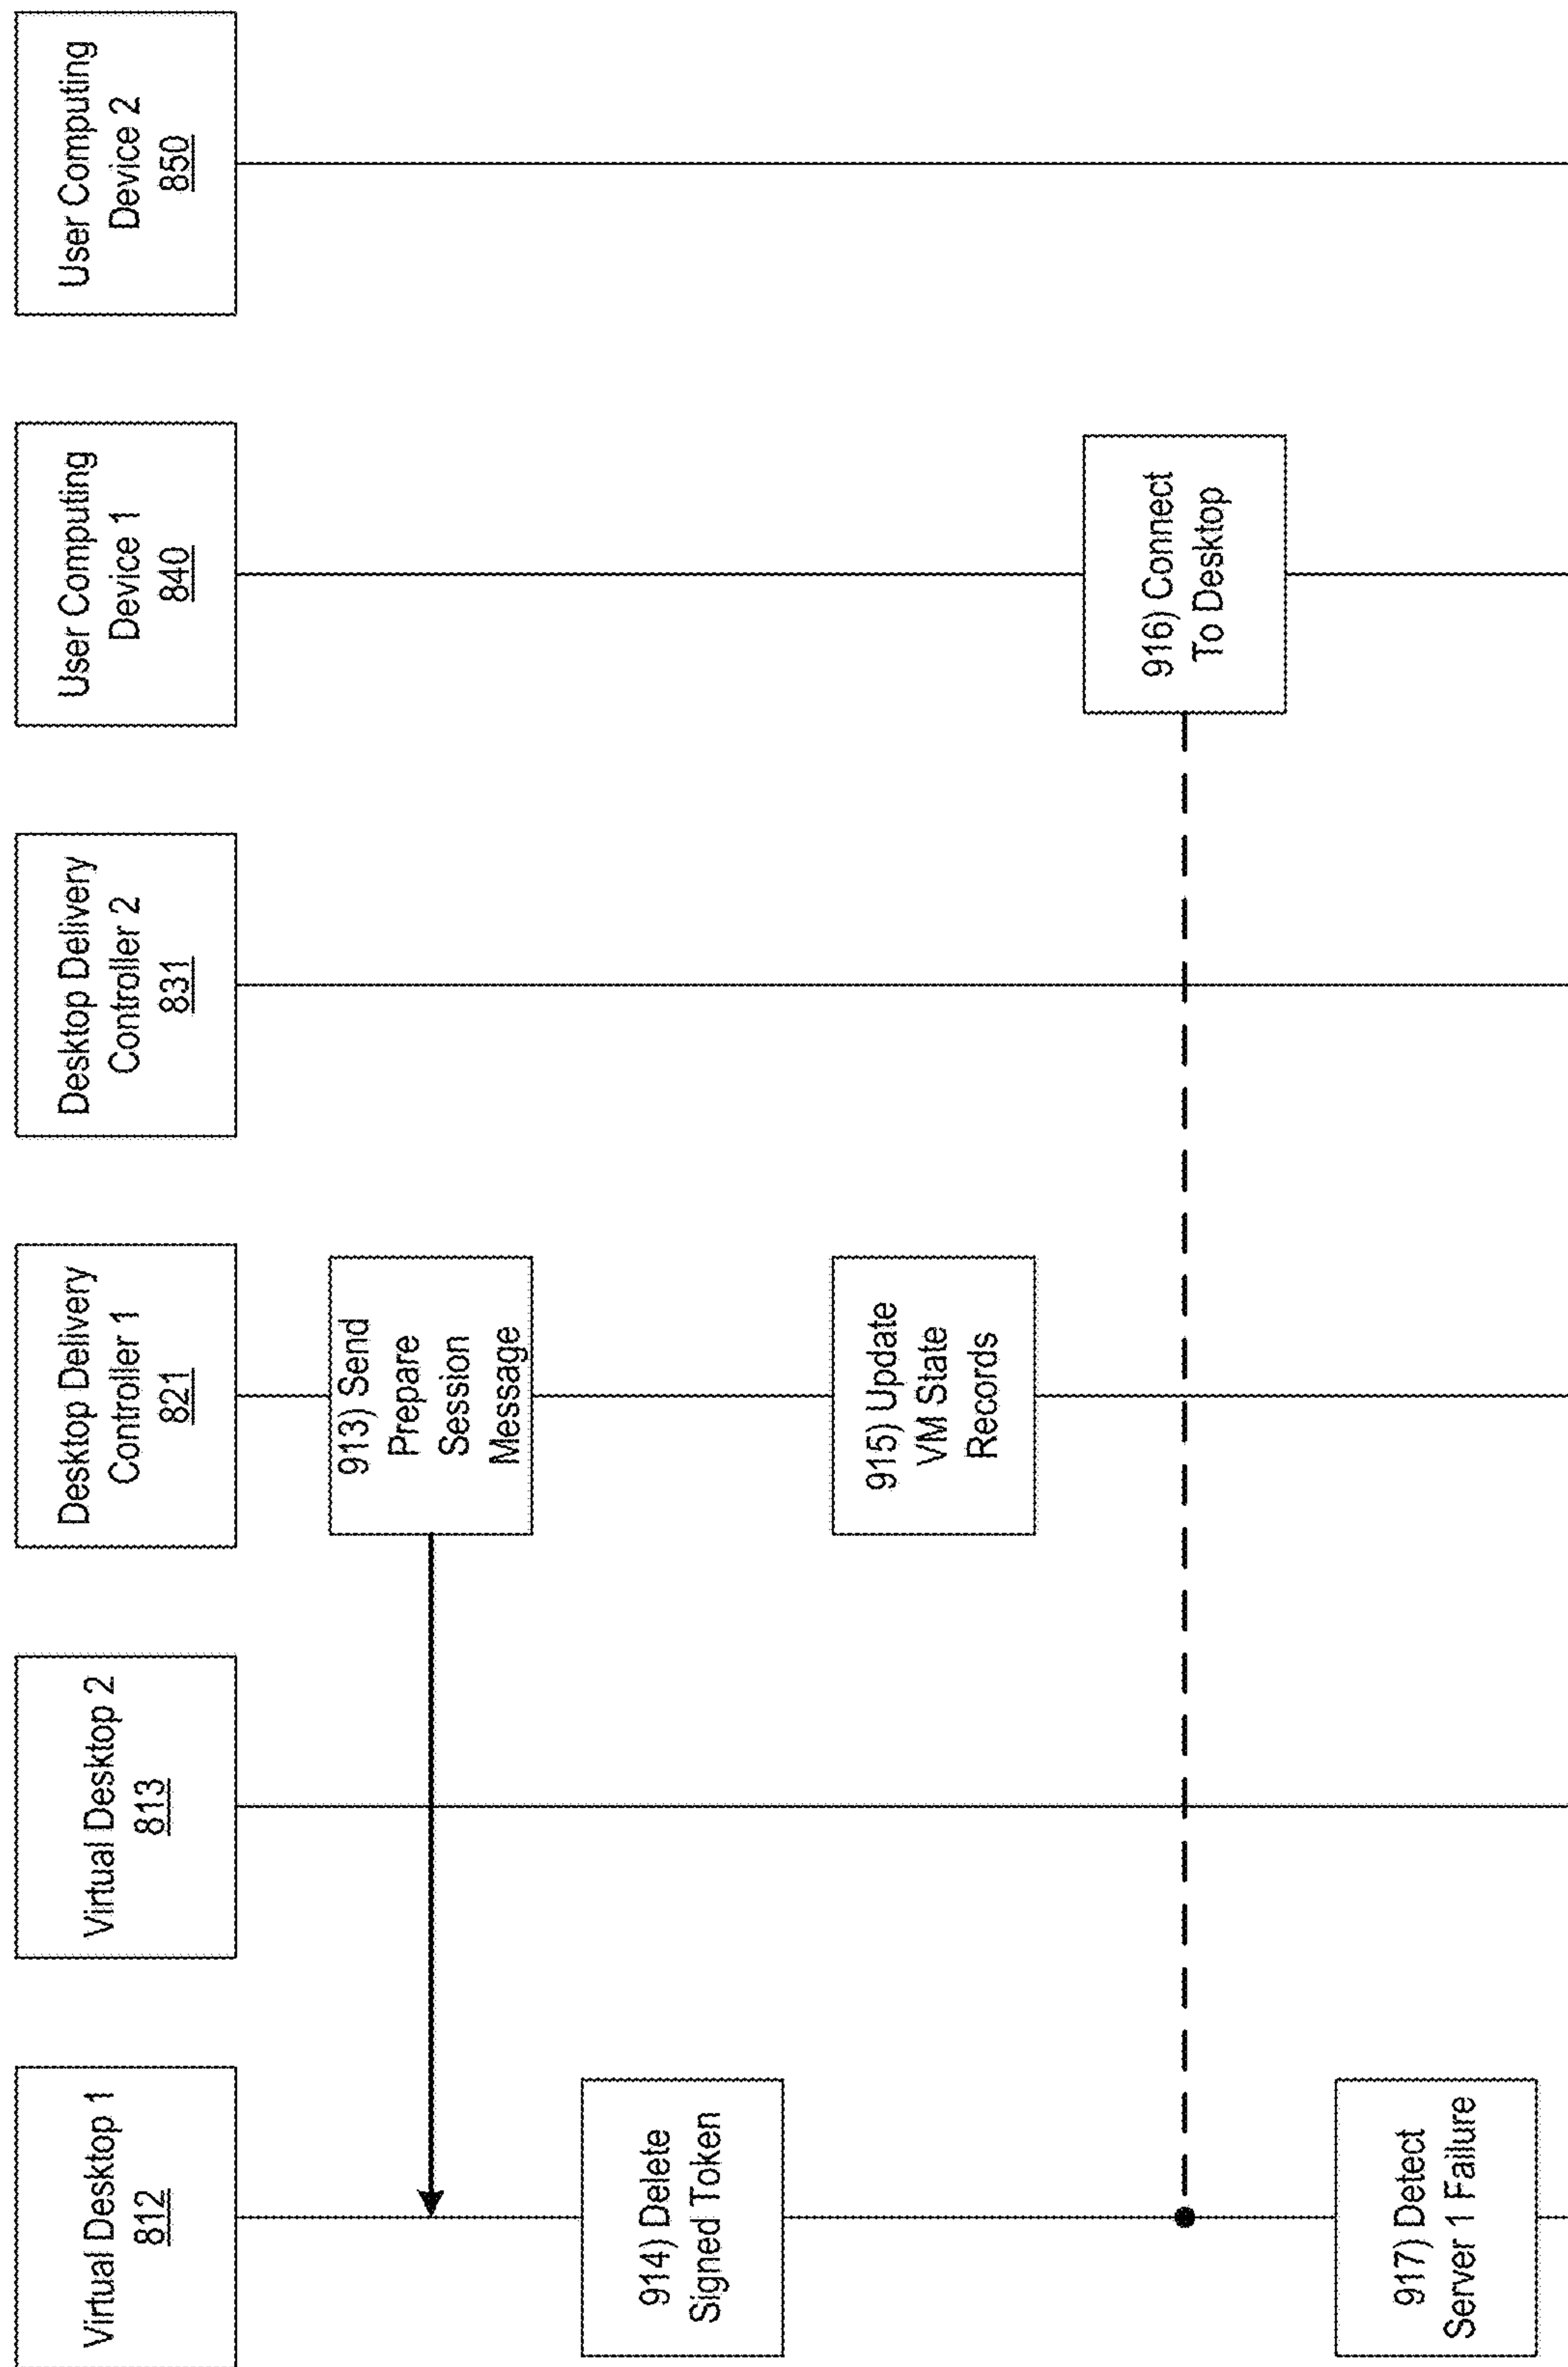 Virtual Desktop 1
812
Virtual Desktop 2
813
Desktop Delivery
Controller 1
821
Desktop Delivery
Controller 2
831
User Computing
Device 1
840
User Computing
Device 2
850
913) Send
Prepare
Session
Message
914) Delete
Signed Token
915) Update
VM State
Records
916) Connect
To Desktop
917) Detect
Server 1 Failure